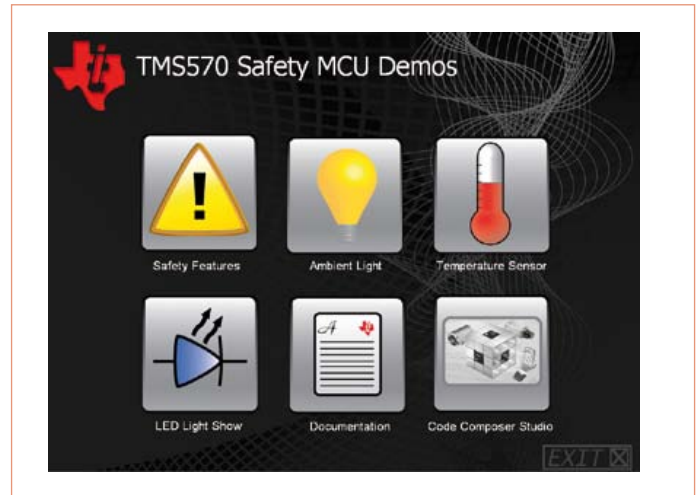 TMS570 Safety MCU Demos
Safety Features
Ambient Light
Temperature Sensor
LED Light Show
Documentation
Code Composer Studio
EXIT